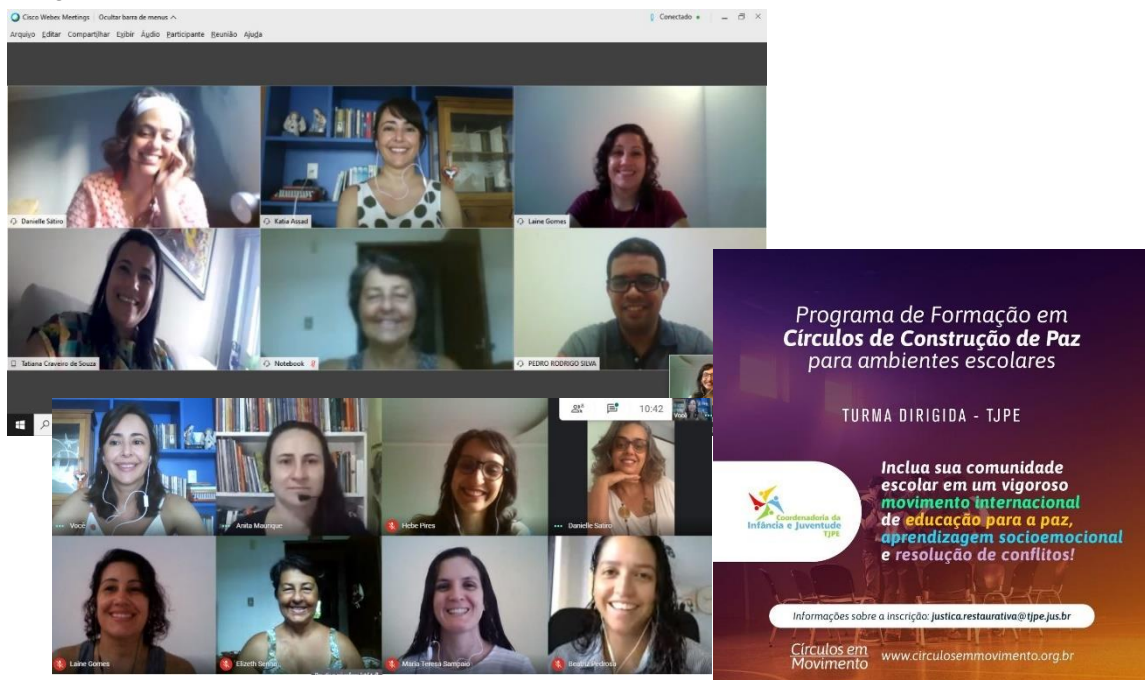 Cisco Webex Meetings Ocultar barra de menus
Conectado
Arquivo Editar Compartilhar Exibir Áudio Participante Reunião Ajuda
Danielle Sátiro
Katia Assad
Laine Gomes
Tatiana Craveiro de Souza
Notebook
PEDRO RODRIGO SILVA
10:42
Você
Você
Anita Maurique
Hebe Pires
Danielle Satiro
Laine Gomes
Elizeth
Maria Teresa Sampaio
Beatriz Pedrosa
Programa de Formação em
Círculos de Construção de Paz
para ambientes escolares
TURMA DIRIGIDA - TJPE
Coordenadoria da
Infância e Juventude
TJPE
Inclua sua comunidade
escolar em um vigoroso
movimento internacional
de educação para a paz,
aprendizagem socioemocional
e resolução de conflitos!
Informações sobre a inscrição: justica.restaurativa@tjpe.jus.br
Círculos em
Movimento
www.circulosemmovimento.org.br